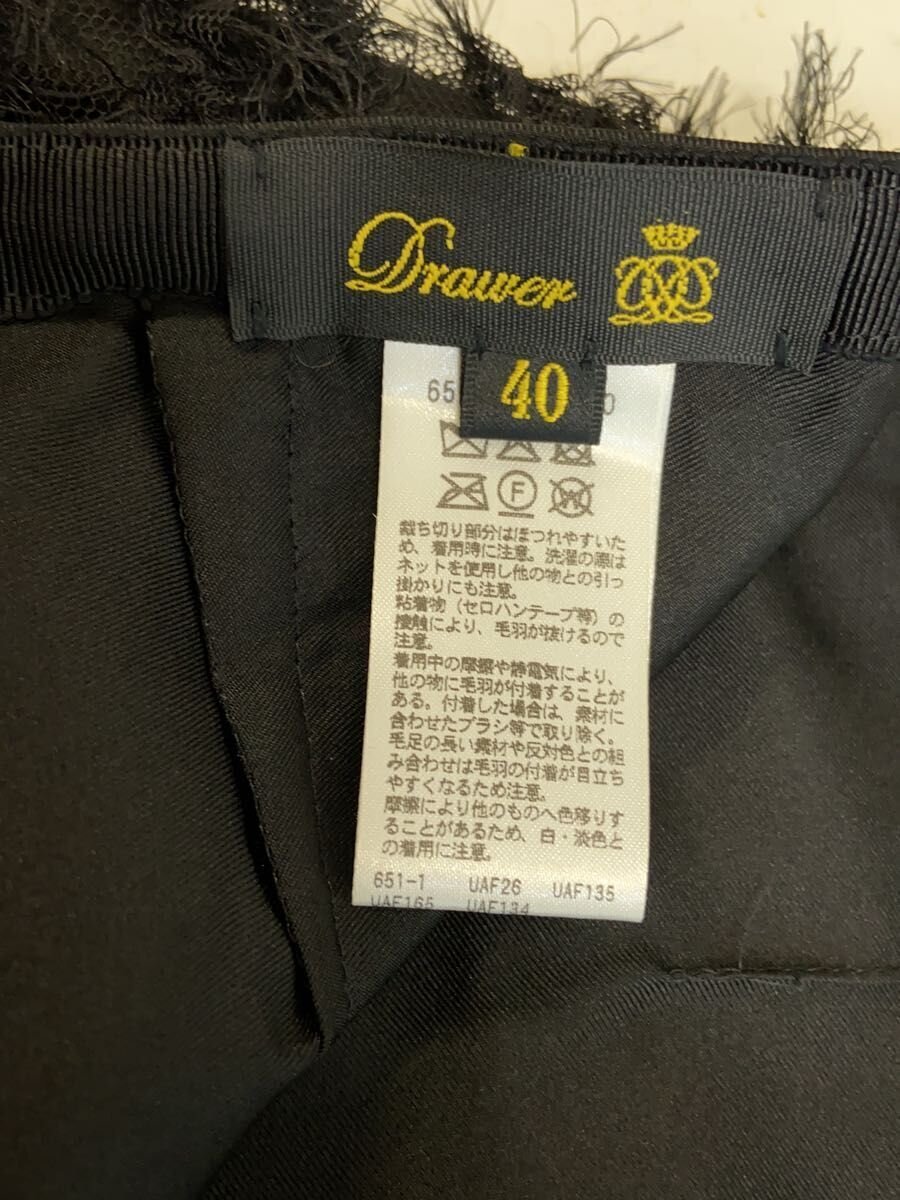 Drawer
40
65 0
F
W
裁ち切り部分はほつれやすいた
め、着用時に注意。洗濯の際は
ネットを使用し他の物との引っ
掛かりにも注意。
粘着物（セロハンテープ等）の
接触により、毛羽が抜けるので
注意。
着用中の摩擦や静電気により、
他の物に毛羽が付着することが
ある。付着した場合は、素材に
合わせたブラシ等で取り除く。
毛足の長い素材や反対色との組
み合わせは毛羽の付着が目立ち
やすくなるため注意。
摩擦により他のものへ色移りす
ることがあるため、白・淡色と
の着用に注意。
651-1 UAF26 UAF135
UAF165 UAF134